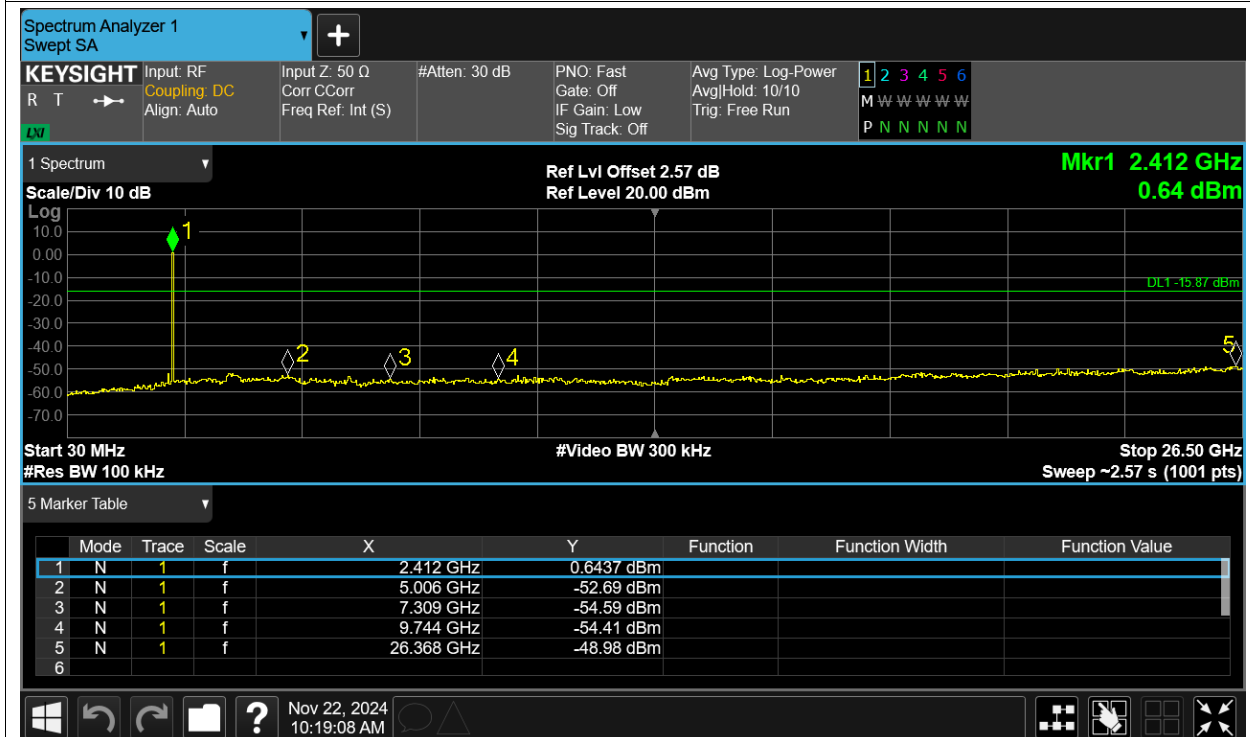 Spectrum Analyzer 1
Swept SA
+
KEYSIGHT Input: RF Input Z: 50 Ω #Atten: 30 dB PNO: Fast Avg Type: Log-Power 1 2 3 4 5 6
R T Coupling: DC Corr CCorr Gate: Off Avg|Hold: 10/10 M W W W W W
Align: Auto Freq Ref: Int (S) IF Gain: Low Trig: Free Run
LXI Sig Track: Off P N N N N N
1 Spectrum Ref Lvl Offset 2.57 dB Mkr1 2.412 GHz
Scale/Div 10 dB Ref Level 20.00 dBm 0.64 dBm
Log
10.0 1
0.00
-10.0 DL1 -15.87 dBm
-20.0
-30.0
-40.0 2 3 4 5
-50.0
-60.0
-70.0
Start 30 MHz #Video BW 300 kHz Stop 26.50 GHz
#Res BW 100 kHz Sweep ~2.57 s (1001 pts)
5 Marker Table
Mode Trace Scale X Y Function Function Width Function Value
1 N 1 f 2.412 GHz 0.6437 dBm
2 N 1 f 5.006 GHz -52.69 dBm
3 N 1 f 7.309 GHz -54.59 dBm
4 N 1 f 9.744 GHz -54.41 dBm
5 N 1 f 26.368 GHz -48.98 dBm
6
? Nov 22, 2024
10:19:08 AM